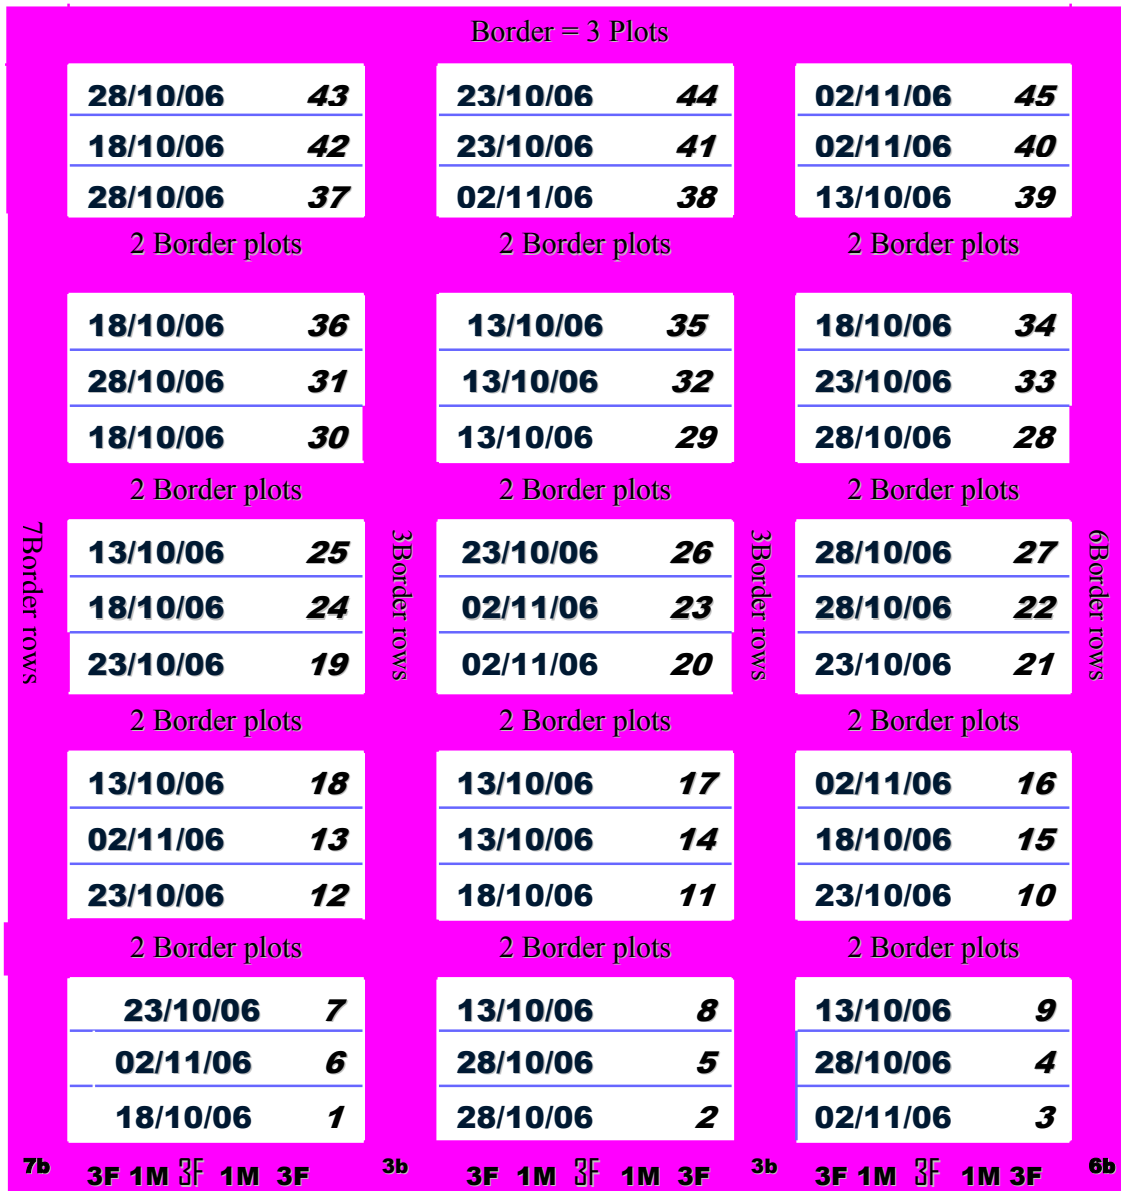 Border = 3 Plots
28/10/06 43 23/10/06 44 02/11/06 45
18/10/06 42 23/10/06 41 02/11/06 40
28/10/06 37 02/11/06 38 13/10/06 39
2 Border plots 2 Border plots 2 Border plots
18/10/06 36 13/10/06 35 18/10/06 34
28/10/06 31 13/10/06 32 23/10/06 33
18/10/06 30 13/10/06 29 28/10/06 28
2 Border plots 2 Border plots 2 Border plots
7Border rows
3Border rows
3Border rows
6Border rows
13/10/06 25 23/10/06 26 28/10/06 27
18/10/06 24 02/11/06 23 28/10/06 22
23/10/06 19 02/11/06 20 23/10/06 21
2 Border plots 2 Border plots 2 Border plots
13/10/06 18 13/10/06 17 02/11/06 16
02/11/06 13 13/10/06 14 18/10/06 15
23/10/06 12 18/10/06 11 23/10/06 10
2 Border plots 2 Border plots 2 Border plots
23/10/06 7 13/10/06 8 13/10/06 9
02/11/06 6 28/10/06 5 28/10/06 4
18/10/06 1 28/10/06 2 02/11/06 3
7b 3F 1M 3F 1M 3F 3b 3F 1M 3F 1M 3F 3b 3F 1M 3F 1M 3F 6b